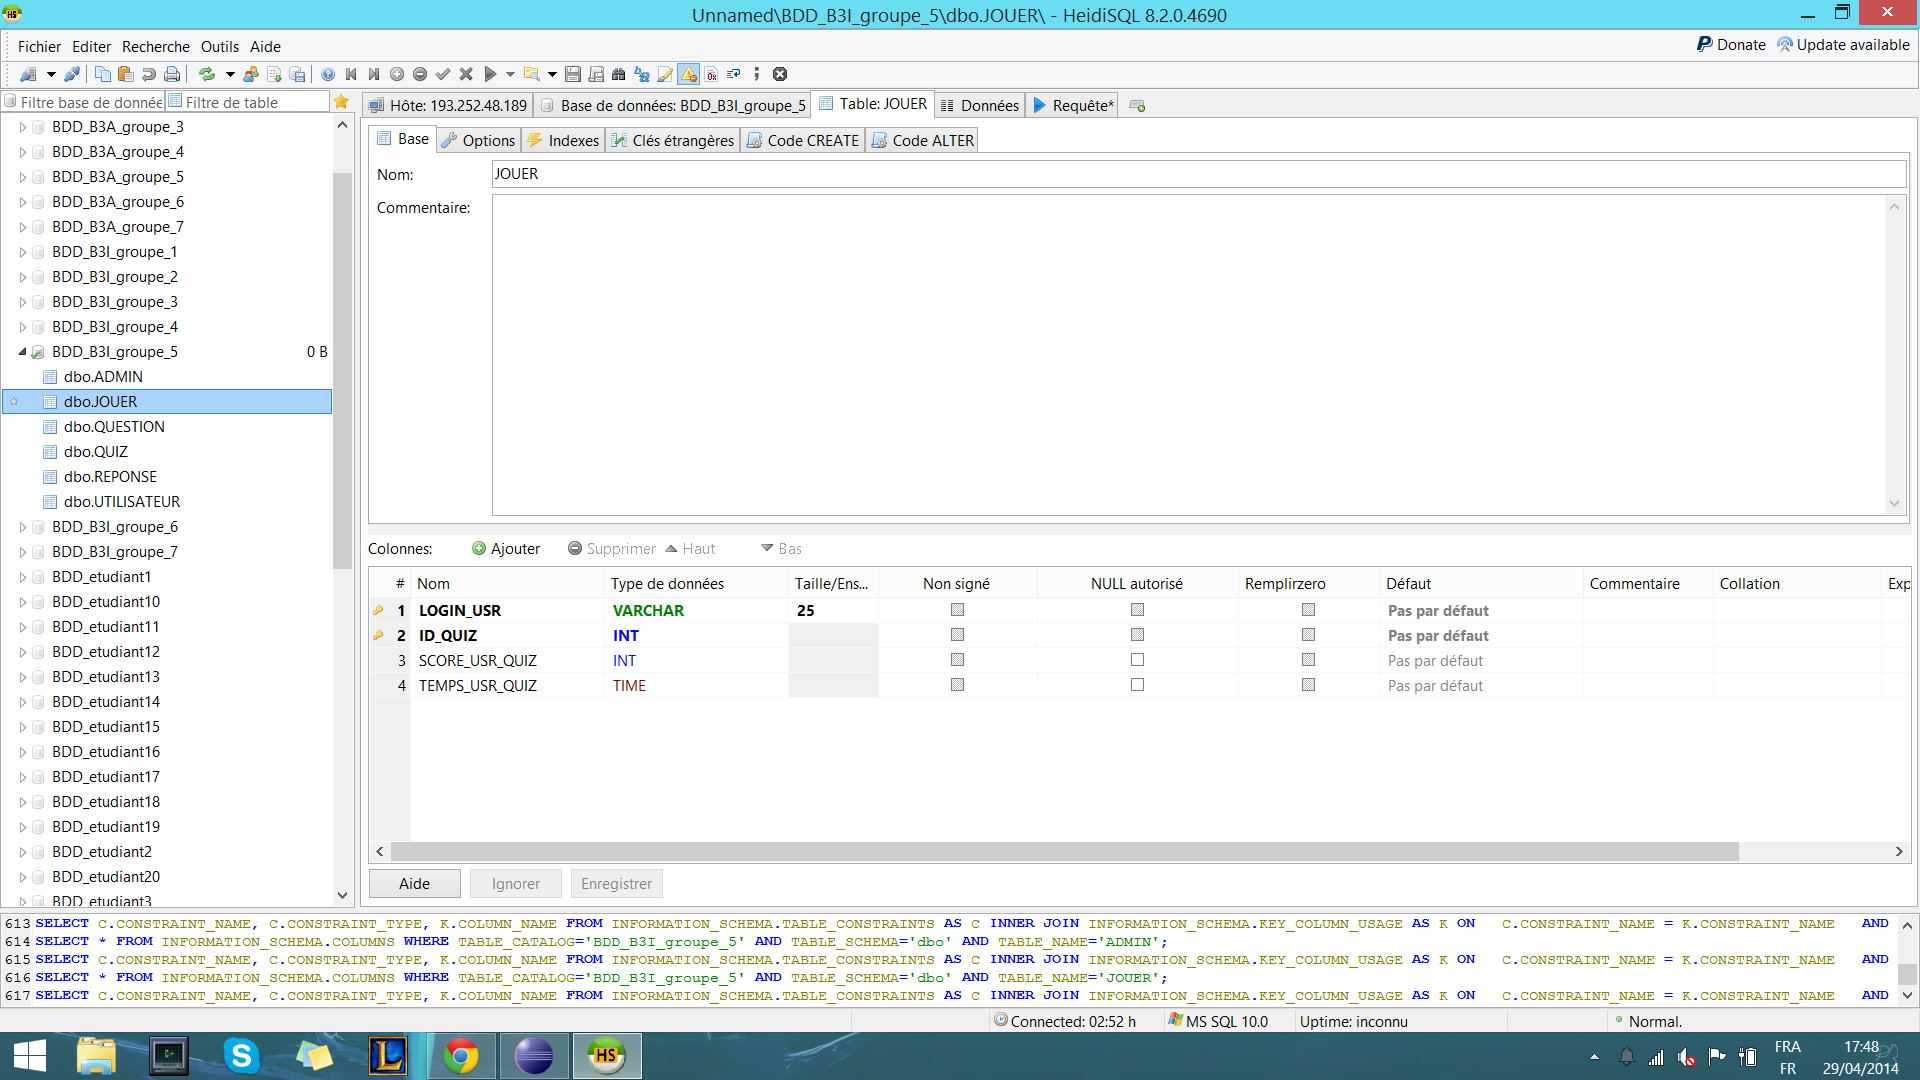 Unnamed\BDD_B3I_groupe_5\dbo.JOUER\ - HeidiSQL 8.2.0.4690
Fichier Editer Recherche Outils Aide
Donate Update available
Filtre base de donnée Filtre de table
Hôte: 193.252.48.189 Base de données: BDD_B3I_groupe_5 Table: JOUER Données Requête*
BDD_B3A_groupe_3
BDD_B3A_groupe_4
BDD_B3A_groupe_5
BDD_B3A_groupe_6
BDD_B3A_groupe_7
BDD_B3I_groupe_1
BDD_B3I_groupe_2
BDD_B3I_groupe_3
BDD_B3I_groupe_4
BDD_B3I_groupe_5 0 B
dbo.ADMIN
dbo.JOUER
dbo.QUESTION
dbo.QUIZ
dbo.REPONSE
dbo.UTILISATEUR
BDD_B3I_groupe_6
BDD_B3I_groupe_7
BDD_etudiant1
BDD_etudiant10
BDD_etudiant11
BDD_etudiant12
BDD_etudiant13
BDD_etudiant14
BDD_etudiant15
BDD_etudiant16
BDD_etudiant17
BDD_etudiant18
BDD_etudiant19
BDD_etudiant2
BDD_etudiant20
BDD_etudiant3
Base Options Indexes Clés étrangères Code CREATE Code ALTER
Nom: JOUER
Commentaire:
Colonnes: Ajouter Supprimer Haut Bas
# Nom Type de données Taille/Ens... Non signé NULL autorisé Remplirzero Défaut Commentaire Collation Exp
1 LOGIN_USR VARCHAR 25 Pas par défaut
2 ID_QUIZ INT Pas par défaut
3 SCORE_USR_QUIZ INT Pas par défaut
4 TEMPS_USR_QUIZ TIME Pas par défaut
Aide Ignorer Enregistrer
613 SELECT C.CONSTRAINT_NAME, C.CONSTRAINT_TYPE, K.COLUMN_NAME FROM INFORMATION_SCHEMA.TABLE_CONSTRAINTS AS C INNER JOIN INFORMATION_SCHEMA.KEY_COLUMN_USAGE AS K ON C.CONSTRAINT_NAME = K.CONSTRAINT_NAME AND
614 SELECT * FROM INFORMATION_SCHEMA.COLUMNS WHERE TABLE_CATALOG='BDD_B3I_groupe_5' AND TABLE_SCHEMA='dbo' AND TABLE_NAME='ADMIN';
615 SELECT C.CONSTRAINT_NAME, C.CONSTRAINT_TYPE, K.COLUMN_NAME FROM INFORMATION_SCHEMA.TABLE_CONSTRAINTS AS C INNER JOIN INFORMATION_SCHEMA.KEY_COLUMN_USAGE AS K ON C.CONSTRAINT_NAME = K.CONSTRAINT_NAME AND
616 SELECT * FROM INFORMATION_SCHEMA.COLUMNS WHERE TABLE_CATALOG='BDD_B3I_groupe_5' AND TABLE_SCHEMA='dbo' AND TABLE_NAME='JOUER';
617 SELECT C.CONSTRAINT_NAME, C.CONSTRAINT_TYPE, K.COLUMN_NAME FROM INFORMATION_SCHEMA.TABLE_CONSTRAINTS AS C INNER JOIN INFORMATION_SCHEMA.KEY_COLUMN_USAGE AS K ON C.CONSTRAINT_NAME = K.CONSTRAINT_NAME AND
Connected: 02:52 h MS SQL 10.0 Uptime: inconnu Normal.
FRA 17:48
FR 29/04/2014